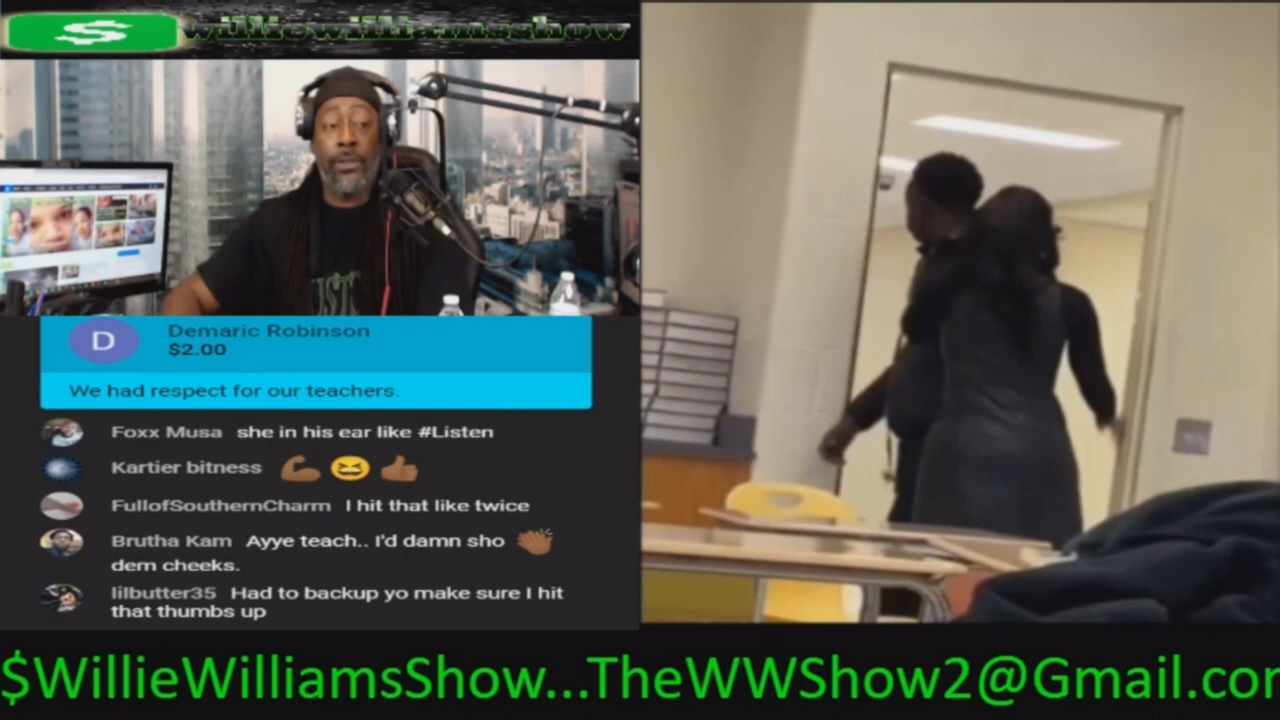 $ williewilliamsshow
D Demaric Robinson
$2.00
We had respect for our teachers.
Foxx Musa she in his ear like #Listen
Kartier bitness 💪🏾 😆 👍🏾
FullofSouthernCharm I hit that like twice
Brutha Kam Ayye teach.. I'd damn sho 👏🏾
dem cheeks.
lilbutter35 Had to backup yo make sure I hit
that thumbs up
$WillieWilliamsShow...TheWWShow2@Gmail.com